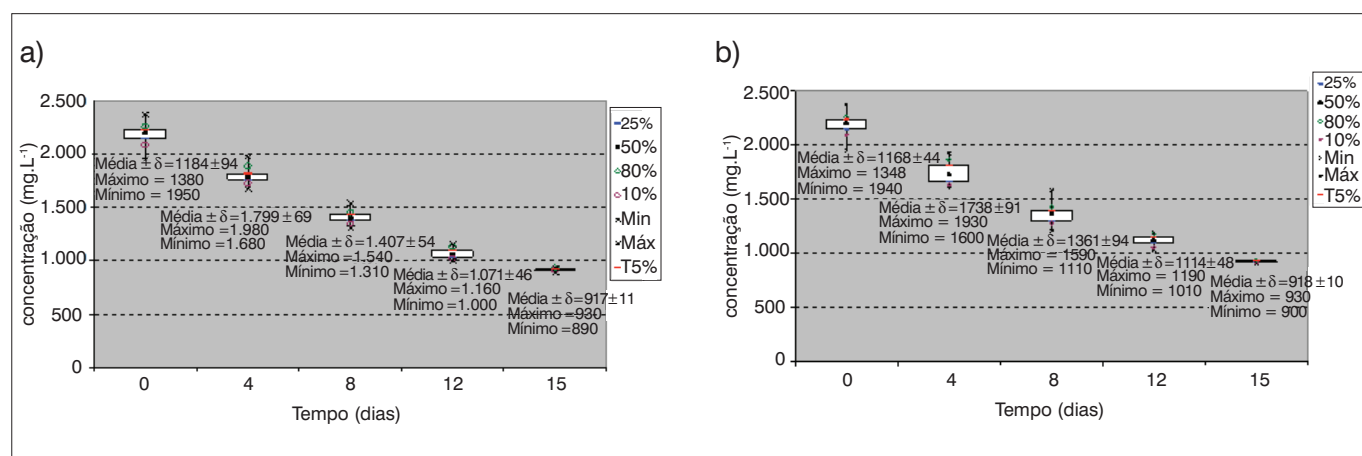 a)
concentração (mg.L-1)
2.500
2.000
1.500
1.000
500
0
Média ± δ=1184±94
Máximo = 1380
Mínimo = 1950
Média ± δ=1.799±69
Máximo =1.980
Mínimo =1.680
Média ± δ=1.407±54
Máximo =1.540
Mínimo =1.310
Média ± δ=1.071±46
Máximo =1.160
Mínimo =1.000
Média ± δ=917±11
Máximo =930
Mínimo =890
0 4 8 12 15
Tempo (dias)
25%
50%
80%
10%
Min
Máx
T5%
b)
concentração (mg.L-1)
2.500
2.000
1.500
1.000
500
0
Média ± δ=1168±44
Máximo = 1348
Mínimo = 1940
Média ± δ=1738±91
Máximo = 1930
Mínimo = 1600
Média ± δ=1361±94
Máximo = 1590
Mínimo = 1110
Média ± δ=1114±48
Máximo = 1190
Mínimo = 1010
Média ± δ=918±10
Máximo = 930
Mínimo = 900
0 4 8 12 15
Tempo (dias)
25%
50%
80%
10%
Min
Máx
T5%